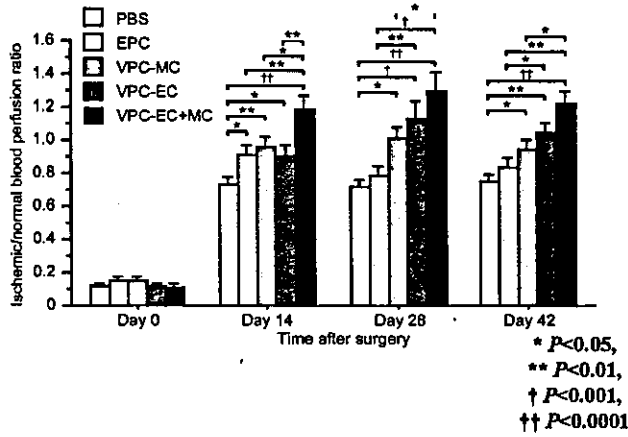 PBS
EPC
VPC-MC
VPC-EC
VPC-EC+MC
Ischemic/normal blood perfusion ratio
1.6
1.4
1.2
1.0
0.8
0.6
0.4
0.2
0
**
*
**
††
*
**
*
*
†
**
††
†
*
*
**
*
††
**
*
Day 0
Day 14
Day 28
Day 42
Time after surgery
* P<0.05,
** P<0.01,
† P<0.001,
†† P<0.0001